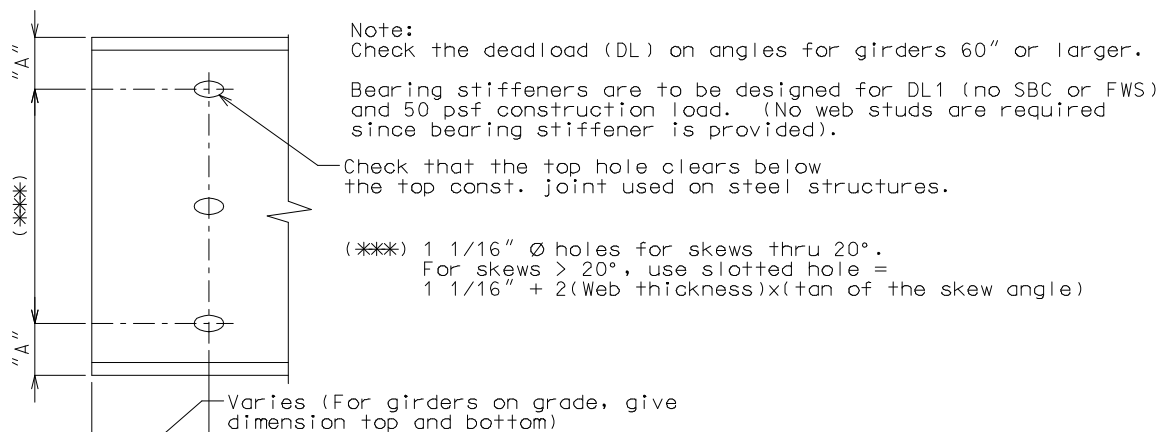 Note:
Check the deadload (DL) on angles for girders 60" or larger.
Bearing stiffeners are to be designed for DL1 (no SBC or FWS)
and 50 psf construction load. (No web studs are required
since bearing stiffener is provided).
Check that the top hole clears below
the top const. joint used on steel structures.
(***) 1 1/16" Ø holes for skews thru 20°.
For skews > 20°, use slotted hole =
1 1/16" + 2(Web thickness)x(tan of the skew angle)
"A"
(***)
"A"
Varies (For girders on grade, give
dimension top and bottom)